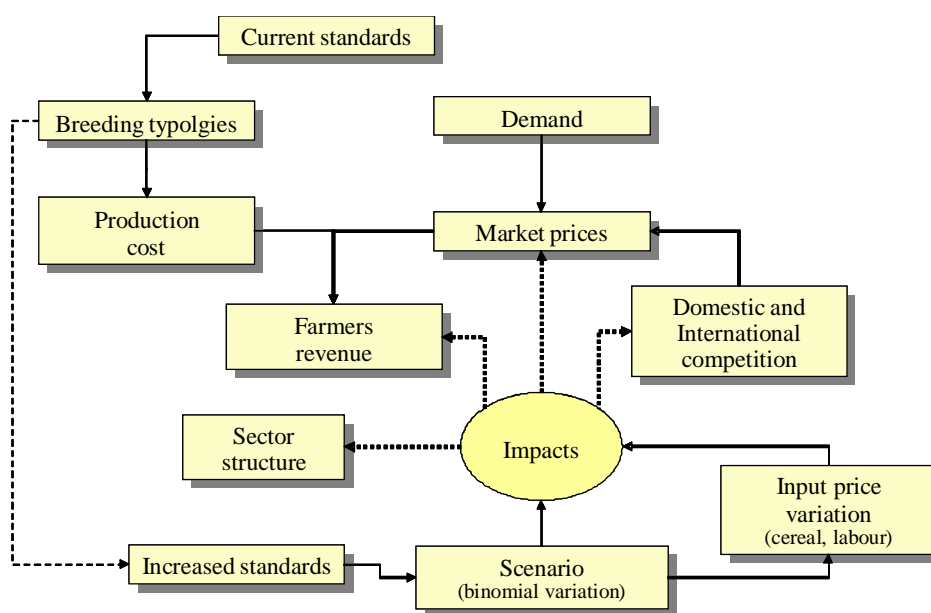 Current standards
Breeding typolgies
Demand
Production
cost
Market prices
Farmers
revenue
Domestic and
International
competition
Sector
structure
Impacts
Input price
variation
(cereal, labour)
Increased standards
Scenario
(binomial variation)